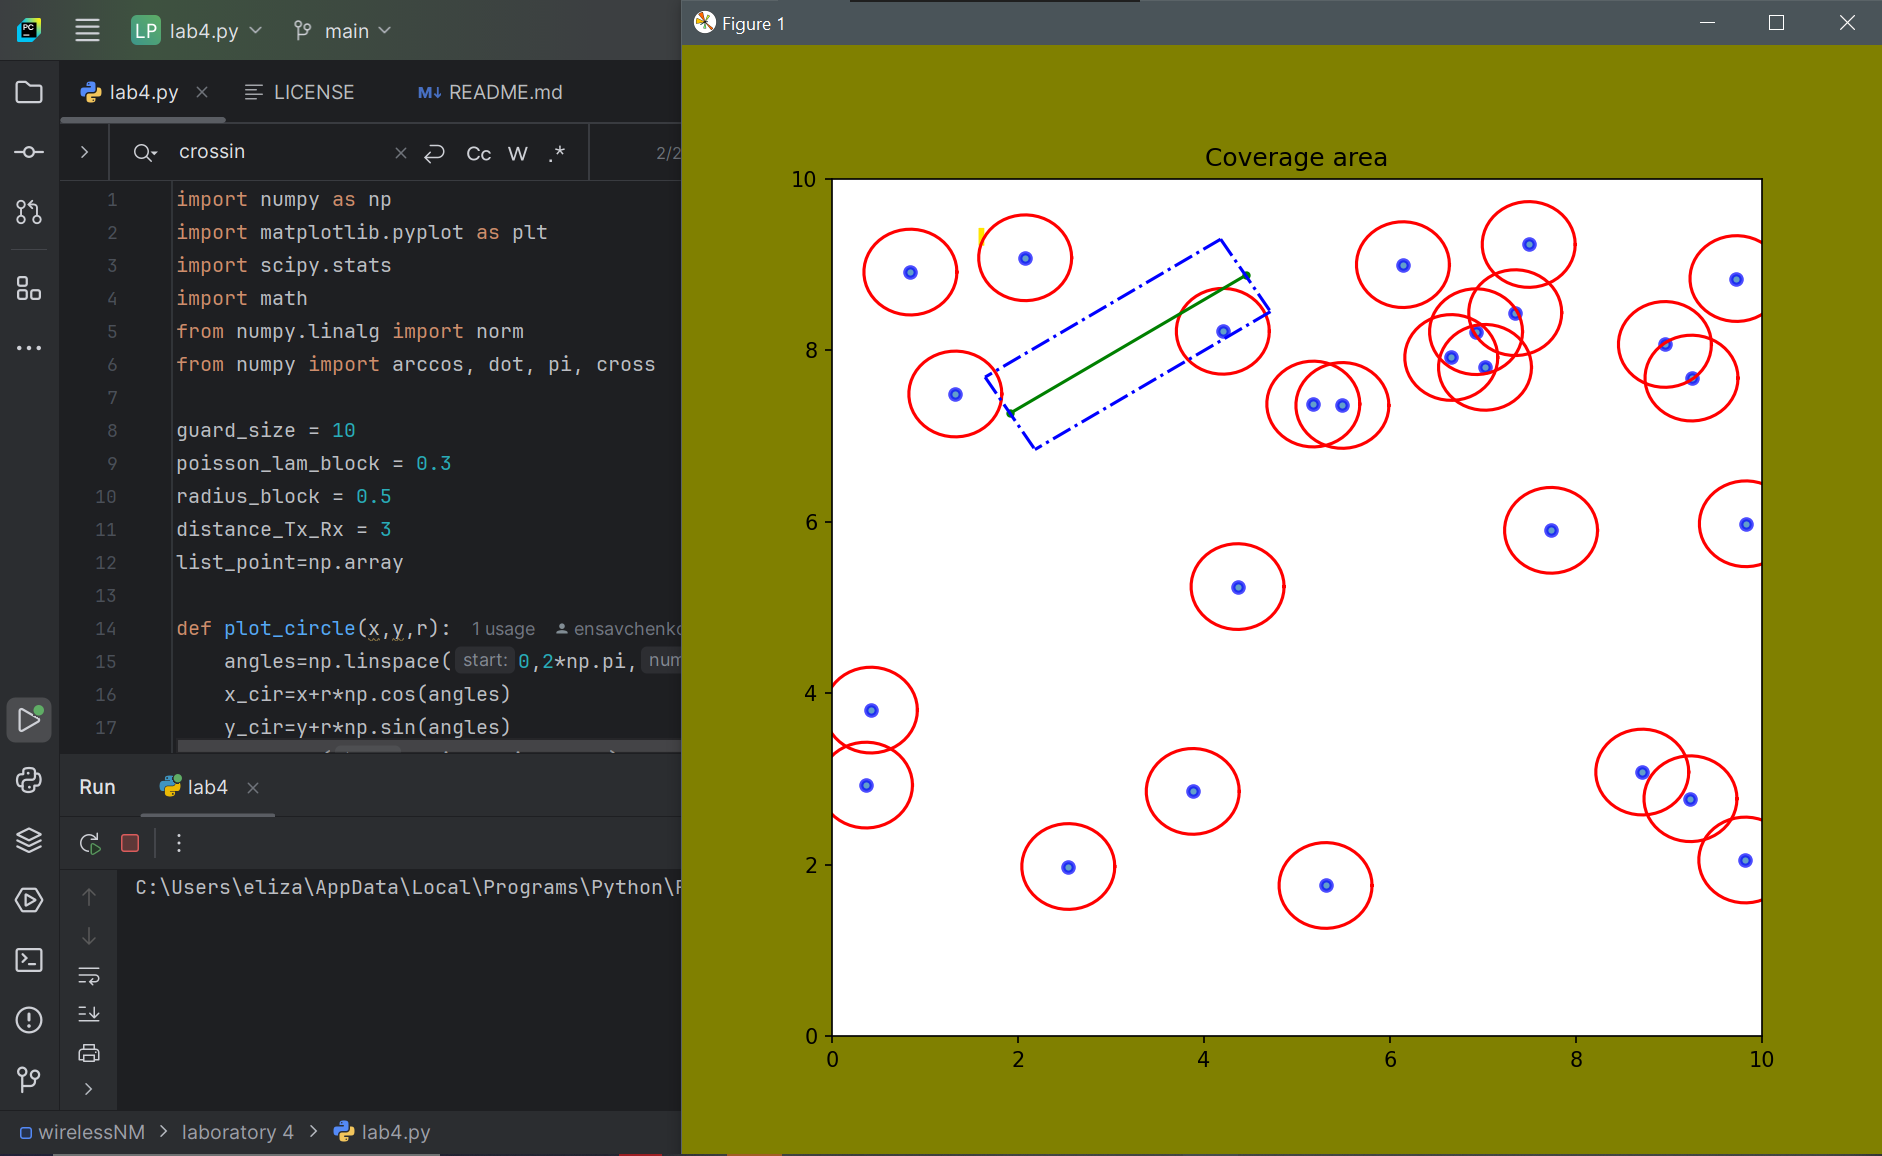 LP lab4.py main
Figure 1
lab4.py LICENSE M↓ README.md
crossin Cc W .* 2/2
1 import numpy as np
2 import matplotlib.pyplot as plt
3 import scipy.stats
4 import math
5 from numpy.linalg import norm
6 from numpy import arccos, dot, pi, cross
7
8 guard_size = 10
9 poisson_lam_block = 0.3
10 radius_block = 0.5
11 distance_Tx_Rx = 3
12 list_point=np.array
13
14 def plot_circle(x,y,r): 1 usage ensavchenko
15 angles=np.linspace( start: 0,2*np.pi, num
16 x_cir=x+r*np.cos(angles)
17 y_cir=y+r*np.sin(angles)
Run lab4
C:\Users\eliza\AppData\Local\Programs\Python\P
wirelessNM > laboratory 4 > lab4.py
Coverage area
10
8
6
4
2
0
0 2 4 6 8 10